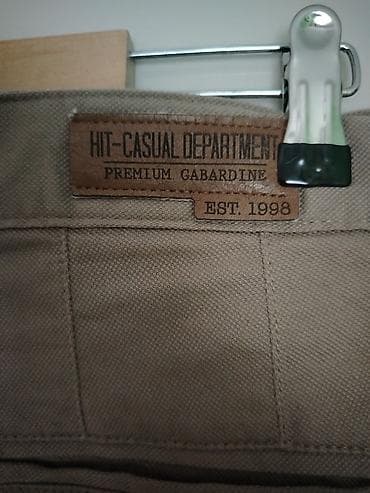 HIT-CASUAL DEPARTMENT
PREMIUM GABARDINE
EST. 1998